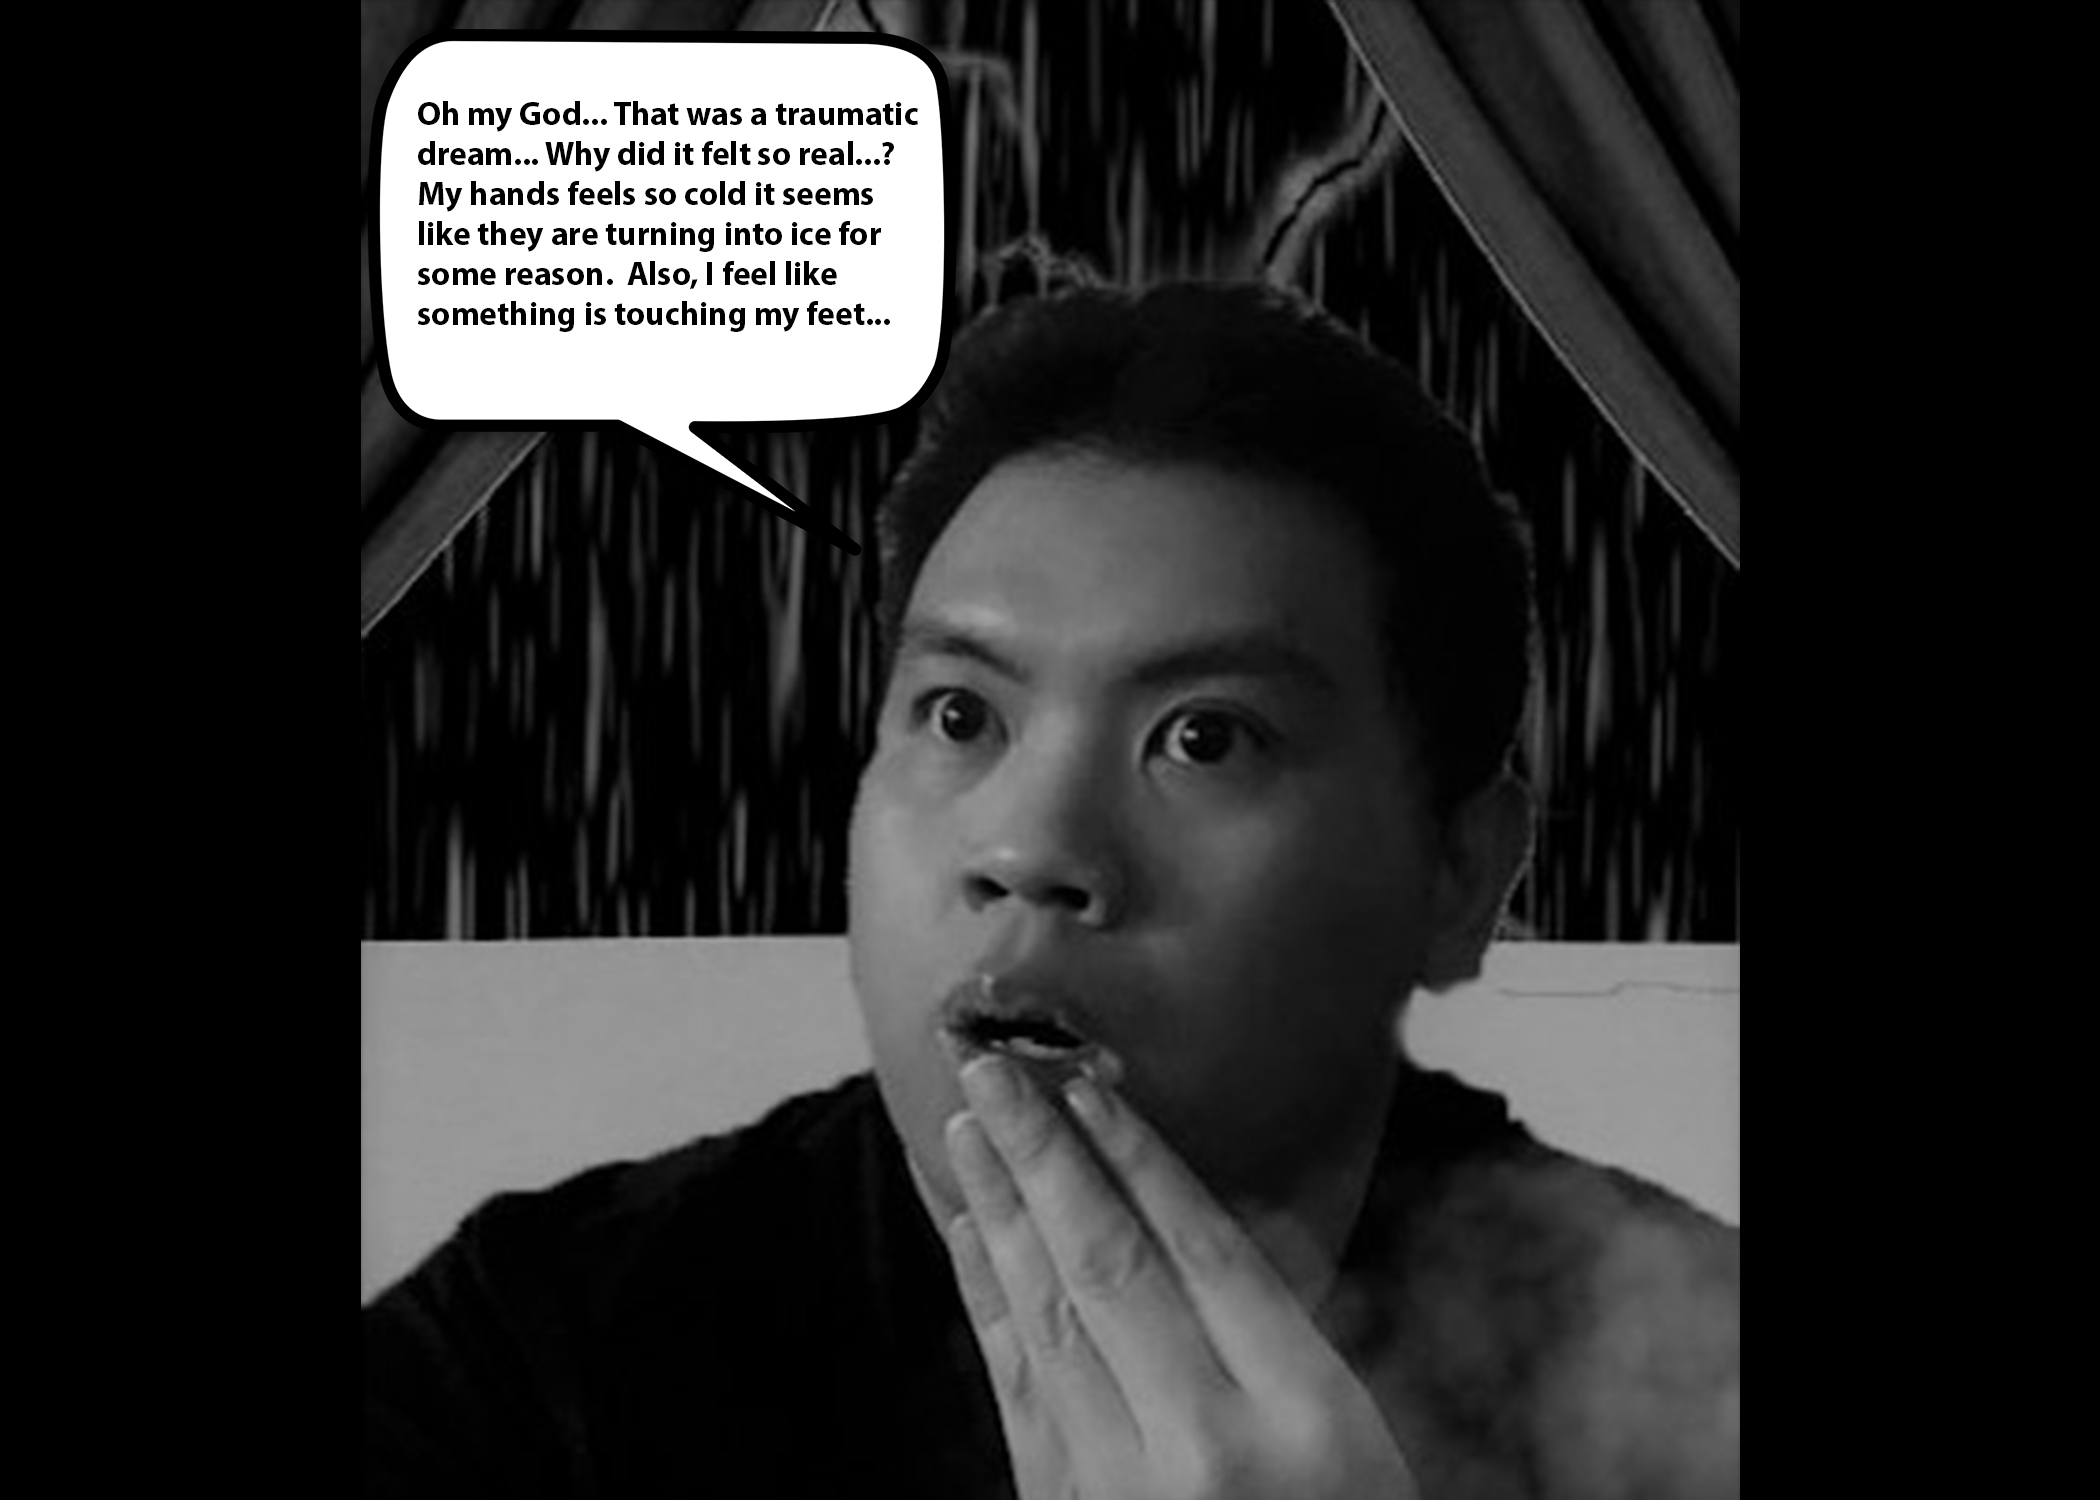 Oh my God... That was a traumatic
dream... Why did it felt so real...?
My hands feels so cold it seems
like they are turning into ice for
some reason.  Also, I feel like
something is touching my feet...